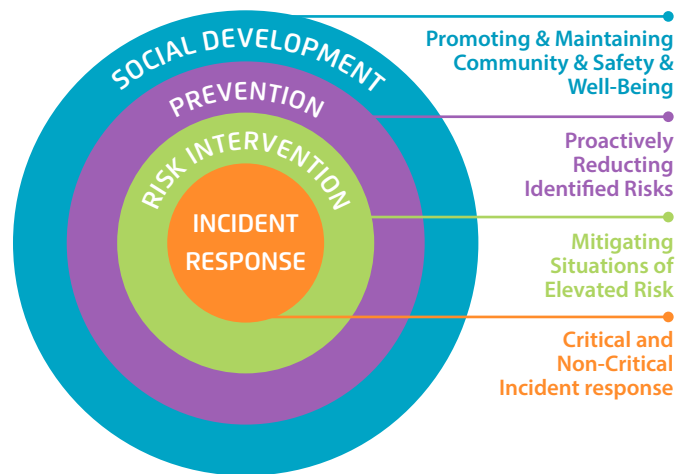 SOCIAL DEVELOPMENT
PREVENTION
RISK INTERVENTION
INCIDENT
RESPONSE
Promoting & Maintaining
Community & Safety &
Well-Being
Proactively
Reducting
Identified Risks
Mitigating
Situations of
Elevated Risk
Critical and
Non-Critical
Incident response